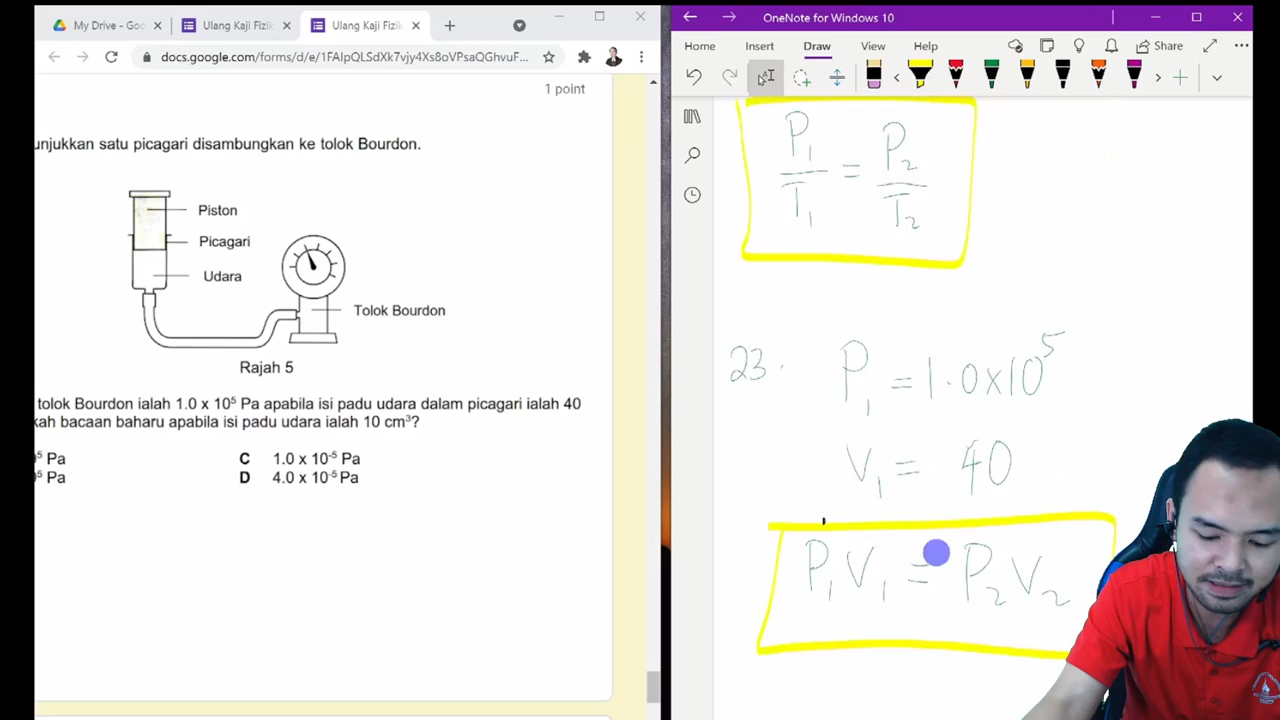 My Drive - Goo
Ulang Kaji Fizik
Ulang Kaji Fizik
docs.google.com/forms/d/e/1FAIpQLSdXk7vjy4Xs8oVPsaQGhvuF...
1 point
unjukkan satu picagari disambungkan ke tolok Bourdon.
Piston
Picagari
Udara
Tolok Bourdon
Rajah 5
tolok Bourdon ialah 1.0 x 10⁵ Pa apabila isi padu udara dalam picagari ialah 40
kah bacaan baharu apabila isi padu udara ialah 10 cm³?
⁵ Pa
C 1.0 x 10⁻⁵ Pa
⁵ Pa
D 4.0 x 10⁻⁵ Pa
OneNote for Windows 10
Home Insert Draw View Help Share
P₁/T₁ = P₂/T₂
23. P₁ = 1.0x10⁵
V₁ = 40
P₁V₁ = P₂V₂